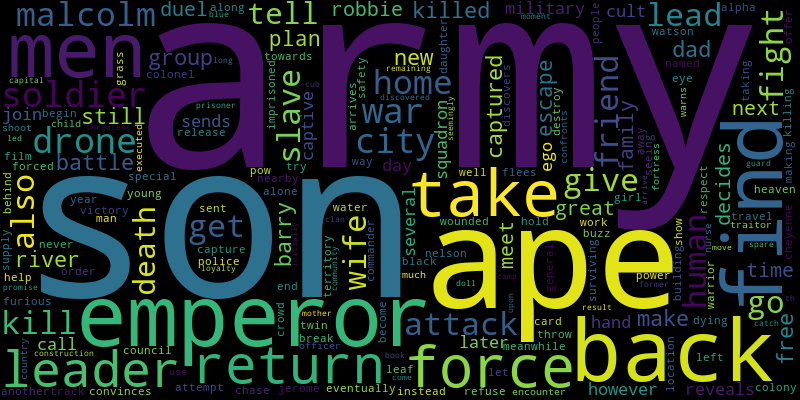 malcolm
duel
along
blue
tell
robbie
killed
military
moment
cult
people
lead
alpha
offer
watson
men
army
plan
dad
fight
named
group
long
colonel
towards
new
daughter
eye
taking
grass
capital
soldier
slave
imprisoned
home
captured
escape
friend
family
warns
killing
join
begin
still
sends
captive
safety
arrives
war
squadron
discovers
destroy
next
child
shoot
release
prisoner
remaining
discovered
city
seemingly
ego
confronts
away
seeing
making
led
drone
executed
film
forced
battle
pow
way
day
well
flees
fortress
decides
guard
find
behind
also
special
nearby
try
take
give
girl
arrive
respect
heaven
son
ape
year
young
alone
water
clan
wounded
hold
great
work
travel
traitor
victory
man
death
sent
get
barry
wife
several
meet
buzz
human
show
move
spare
cheyenne
never
river
police
capture
territory
community
commander
black
nelson
general
surviving
power
former
building
nurse
time
supply
order
help
promise
loyalty
end
much
doll
upon
warrior
go
furious
emperor
crowd
mother
twin
become
attack
card
result
hand
make
dying
catch
free
kill
call
council
break
officer
later
throw
meanwhile
location
left
construction
leader
return
leaf
force
back
country
convinces
book
come
let
however
reveals
colony
anothertrack
use
attempt
chase
jerome
eventually
instead
refuse
encounter